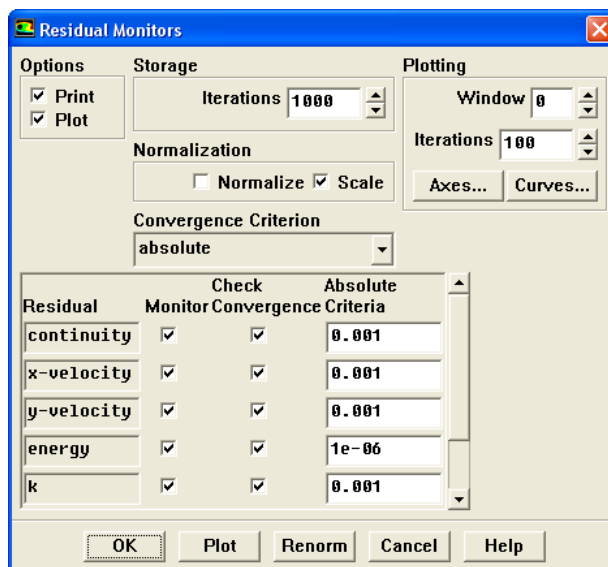 Residual Monitors
Options
Print
Plot
Storage
Iterations 1000
Normalization
Normalize Scale
Convergence Criterion
absolute
Plotting
Window 0
Iterations 100
Axes... Curves...
Residual Monitor Check Convergence Absolute Criteria
continuity 0.001
x-velocity 0.001
y-velocity 0.001
energy 1e-06
k 0.001
OK Plot Renorm Cancel Help